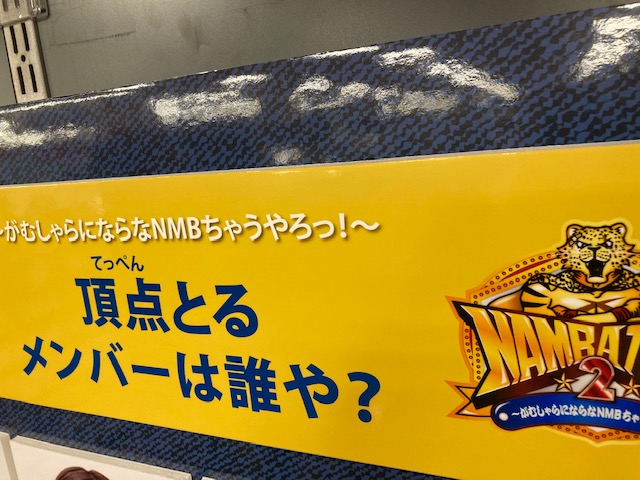 ～がむしゃらにならなNMBちゃうやろっ！～
てっぺん
頂点とる
メンバーは誰や？
NAMBAT
2
～がむしゃらにならなNMBちゃ